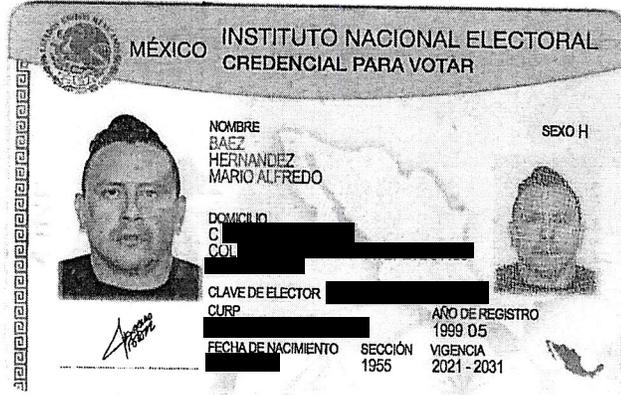 MÉXICO
INSTITUTO NACIONAL ELECTORAL
CREDENCIAL PARA VOTAR
NOMBRE
BAEZ
HERNANDEZ
MARIO ALFREDO
SEXO H
DOMICILIO
C
COL
CLAVE DE ELECTOR
CURP
AÑO DE REGISTRO
1999 05
FECHA DE NACIMIENTO
SECCIÓN
1955
VIGENCIA
2021 - 2031